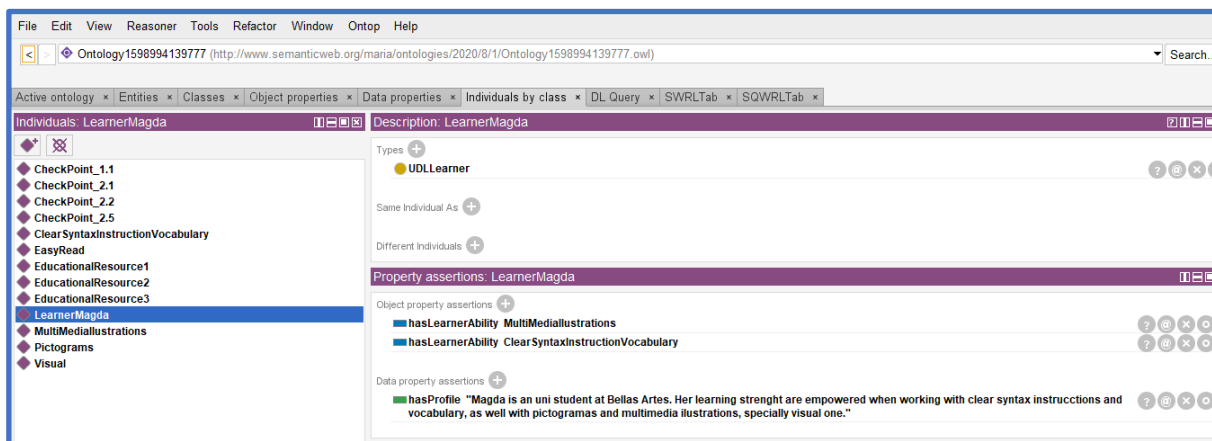 File Edit View Reasoner Tools Refactor Window Ontop Help
< > Ontology1598994139777 (http://www.semanticweb.org/maria/ontologies/2020/8/1/Ontology1598994139777.owl) Search...
Active ontology × Entities × Classes × Object properties × Data properties × Individuals by class × DL Query × SWRLTab × SQWRLTab ×
Individuals: LearnerMagda
CheckPoint_1.1
CheckPoint_2.1
CheckPoint_2.2
CheckPoint_2.5
ClearSyntaxInstructionVocabulary
EasyRead
EducationalResource1
EducationalResource2
EducationalResource3
LearnerMagda
MultiMediaIlustrations
Pictograms
Visual
Description: LearnerMagda
Types
UDLLearner
Same Individual As
Different Individuals
Property assertions: LearnerMagda
Object property assertions
hasLearnerAbility MultiMediaIlustrations
hasLearnerAbility ClearSyntaxInstructionVocabulary
Data property assertions
hasProfile "Magda is an uni student at Bellas Artes. Her learning strenght are empowered when working with clear syntax instrucctions and
vocabulary, as well with pictogramas and multimedia ilustrations, specially visual one."